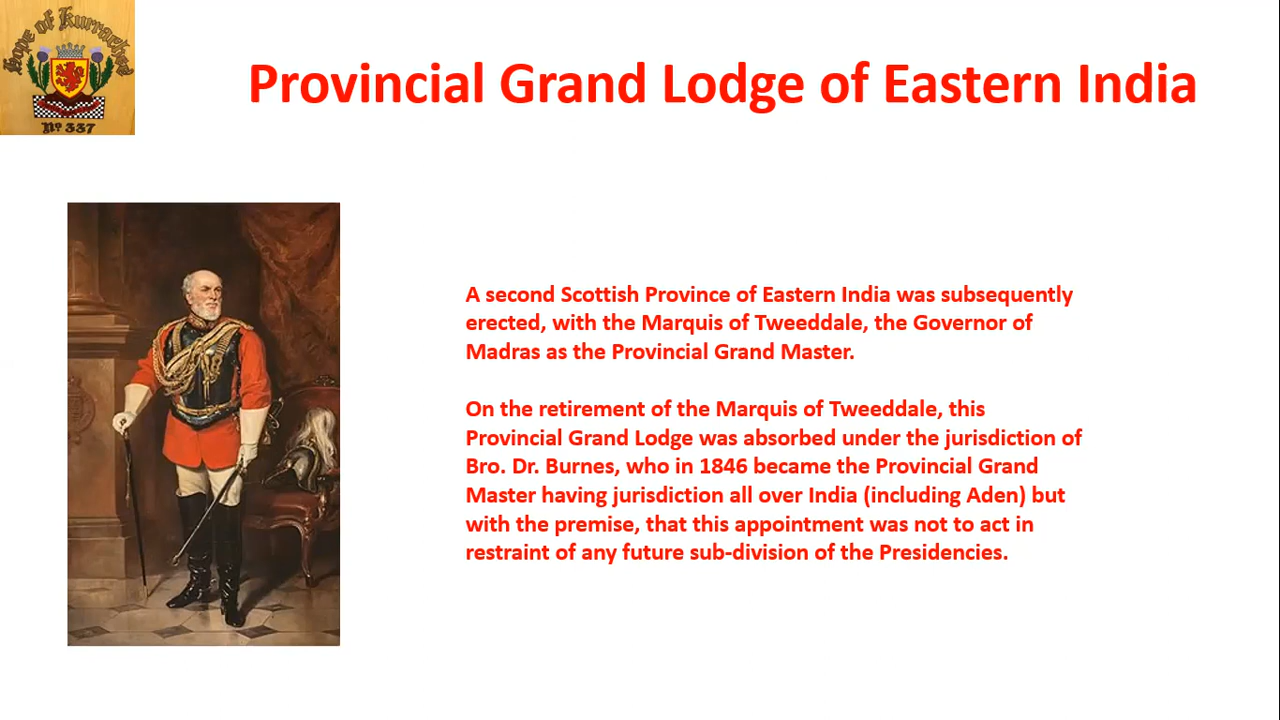 Hope of Kurrachee
Nº 337
Provincial Grand Lodge of Eastern India
A second Scottish Province of Eastern India was subsequently
erected, with the Marquis of Tweeddale, the Governor of
Madras as the Provincial Grand Master.
On the retirement of the Marquis of Tweeddale, this
Provincial Grand Lodge was absorbed under the jurisdiction of
Bro. Dr. Burnes, who in 1846 became the Provincial Grand
Master having jurisdiction all over India (including Aden) but
with the premise, that this appointment was not to act in
restraint of any future sub-division of the Presidencies.